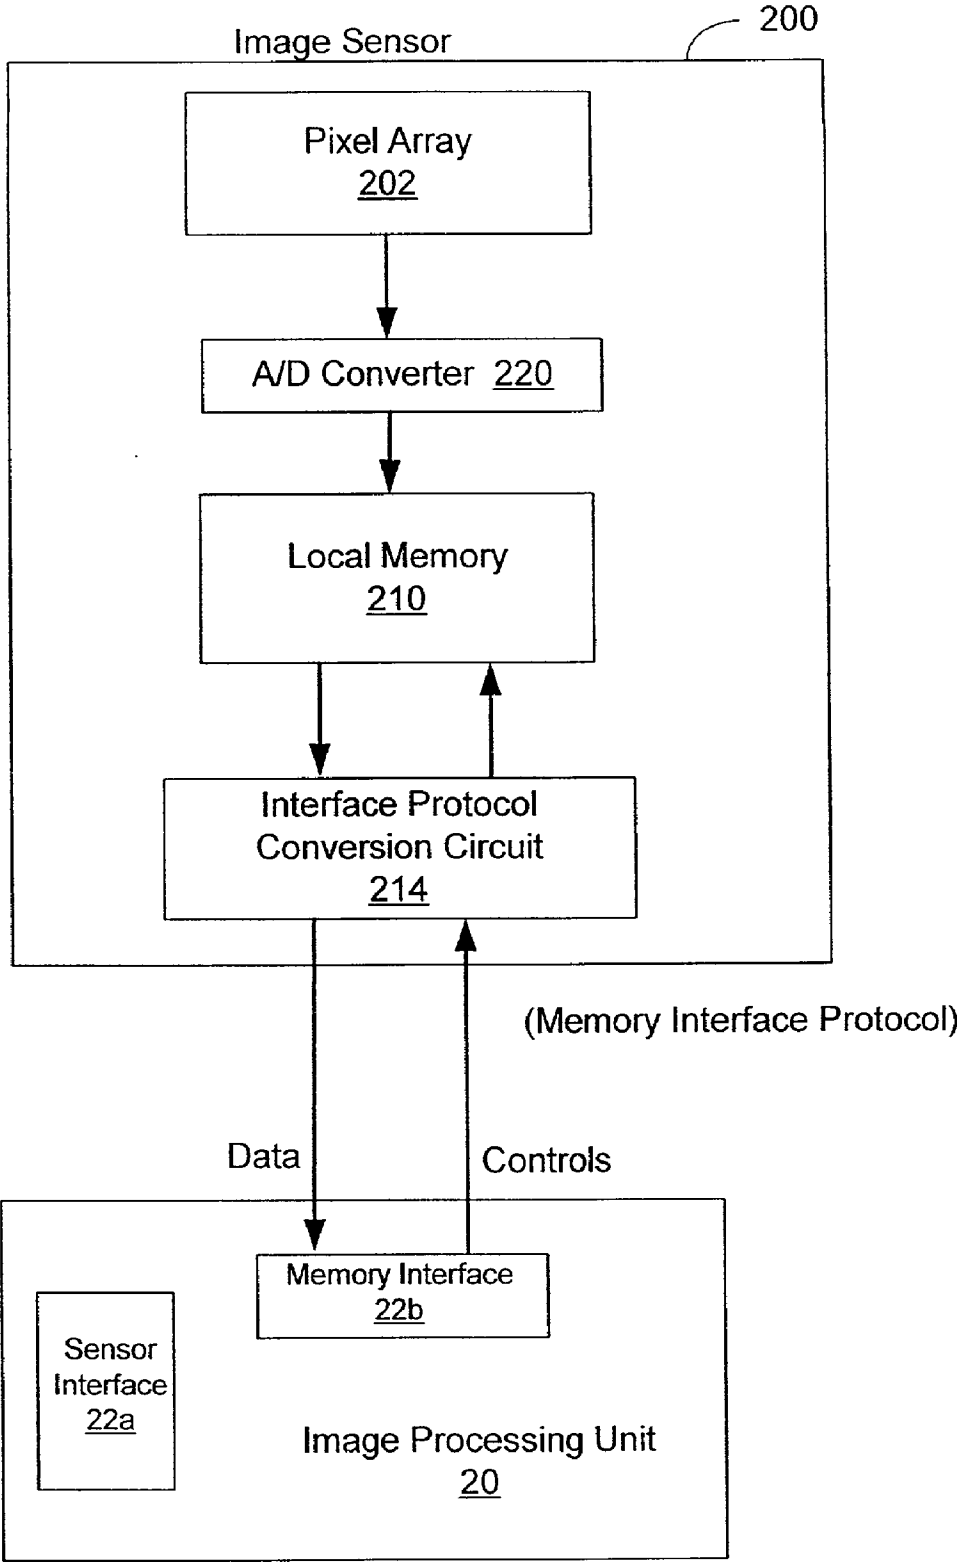 200
Image Sensor
Pixel Array
202
A/D Converter 220
Local Memory
210
Interface Protocol
Conversion Circuit
214
(Memory Interface Protocol)
Data
Controls
Memory Interface
22b
Sensor
Interface
22a
Image Processing Unit
20